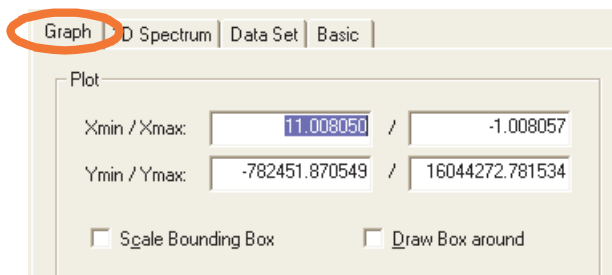 Graph D Spectrum Data Set Basic
Plot
Xmin / Xmax: 11.008050 / -1.008057
Ymin / Ymax: -782451.870549 / 16044272.781534
Scale Bounding Box Draw Box around